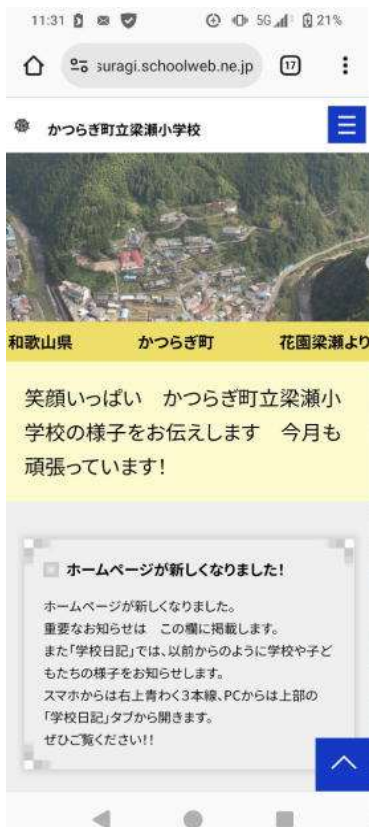 11:31 5G 21%
suragi.schoolweb.ne.jp 17
かつらぎ町立梁瀬小学校
和歌山県 かつらぎ町 花園梁瀬より
笑顔いっぱい　かつらぎ町立梁瀬小
学校の様子をお伝えします　今月も
頑張っています！
ホームページが新しくなりました！
ホームページが新しくなりました。
重要なお知らせは　この欄に掲載します。
また「学校日記」では、以前からのように学校や子ど
もたちの様子をお知らせします。
スマホからは右上青わく3本線、PCからは上部の
「学校日記」タブから開きます。
ぜひご覧ください！！